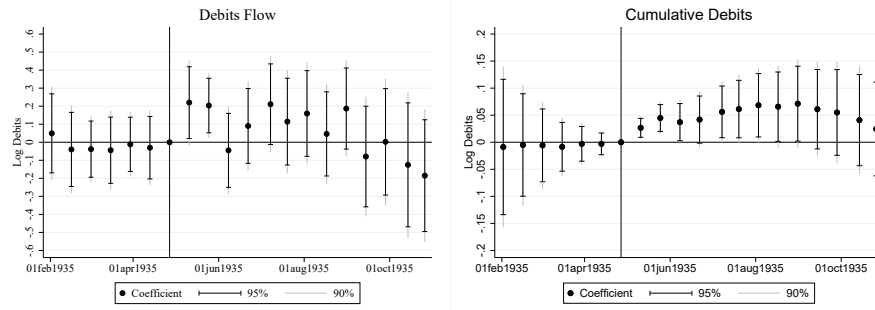 Debits Flow
Log Debits
.6
.5
.4
.3
.2
.1
0
-.1
-.2
-.3
-.4
-.5
-.6
01feb1935 01apr1935 01jun1935 01aug1935 01oct1935
Coefficient 95% 90%
Cumulative Debits
Log Debits
.2
.15
.1
.05
0
-.05
-.1
-.15
-.2
01feb1935 01apr1935 01jun1935 01aug1935 01oct1935
Coefficient 95% 90%